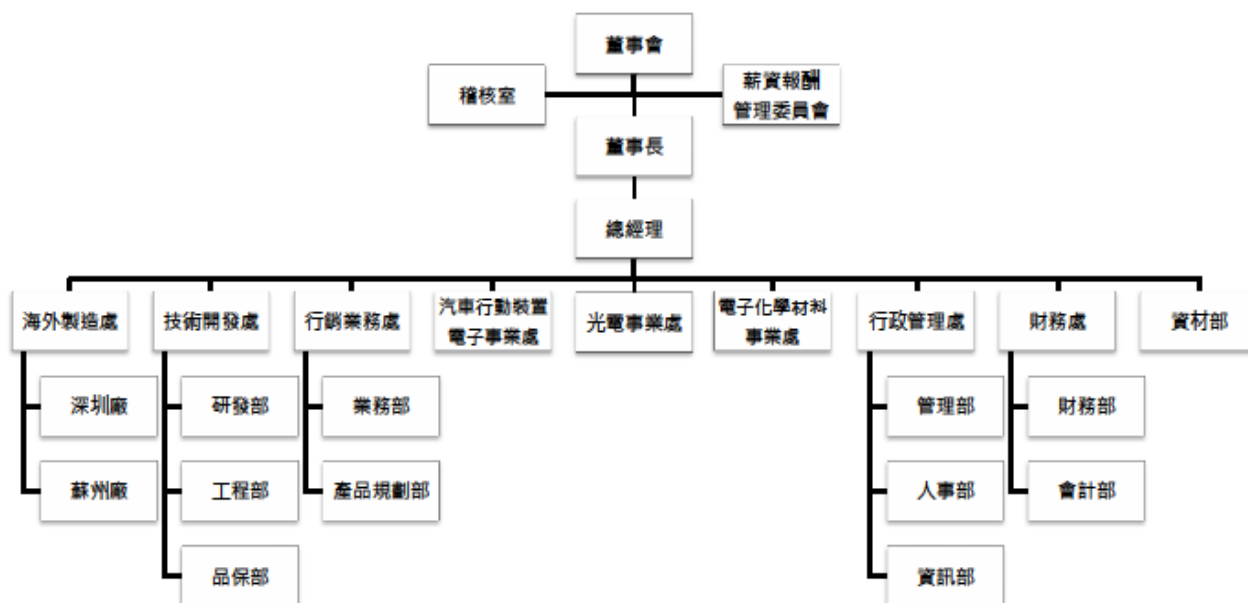 董事會
稽核室
薪資報酬
管理委員會
董事長
總經理
海外製造處
技術開發處
行銷業務處
汽車行動裝置
電子事業處
光電事業處
電子化學材料
事業處
行政管理處
財務處
資材部
深圳廠
研發部
業務部
管理部
財務部
蘇州廠
工程部
產品規劃部
人事部
會計部
品保部
資訊部